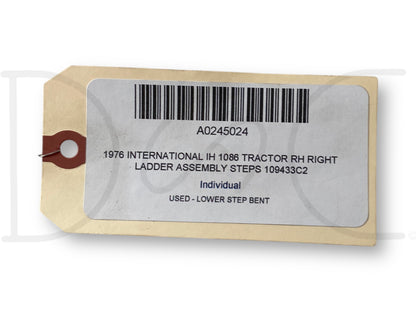 A0245024
1976 INTERNATIONAL IH 1086 TRACTOR RH RIGHT
LADDER ASSEMBLY STEPS 109433C2
Individual
USED - LOWER STEP BENT